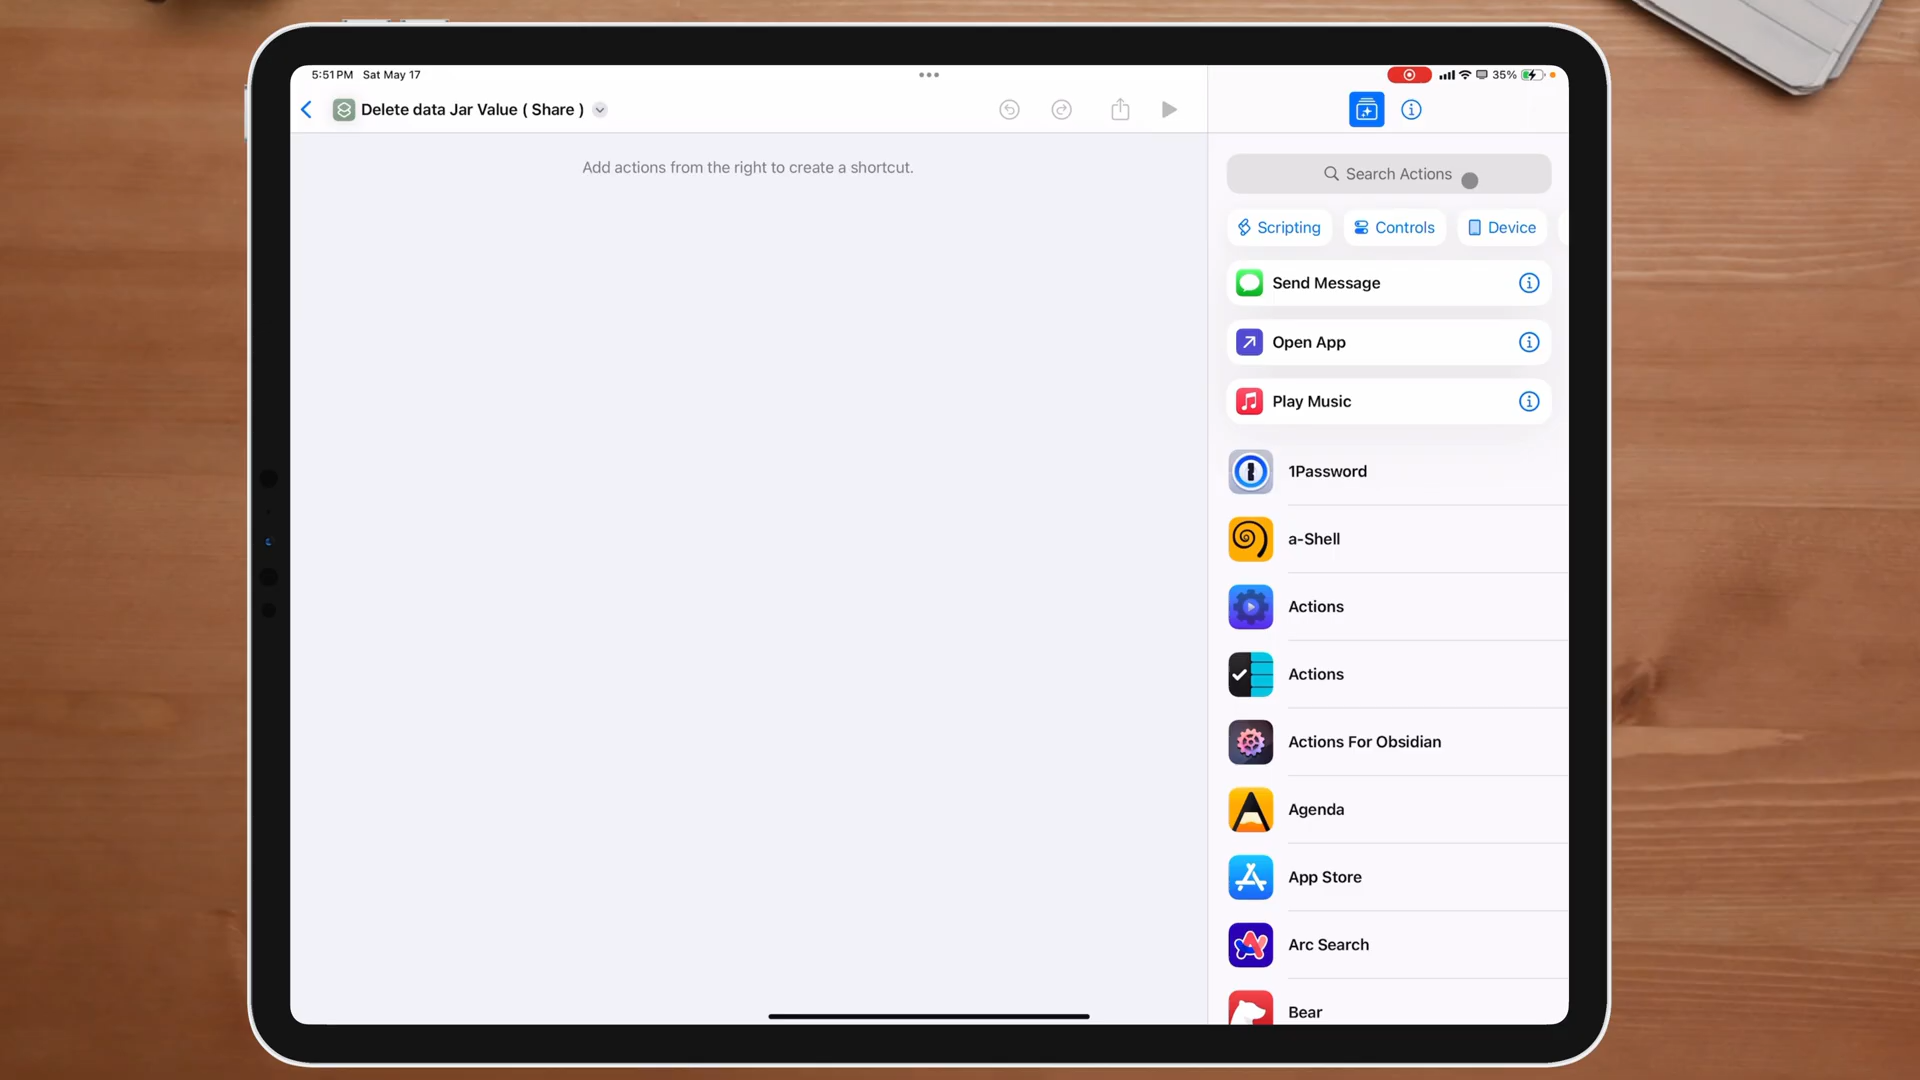 5:51 PM Sat May 17
35%
Delete data Jar Value ( Share )
Add actions from the right to create a shortcut.
Search Actions
Scripting
Controls
Device
Send Message
Open App
Play Music
1Password
a-Shell
Actions
Actions
Actions For Obsidian
Agenda
App Store
Arc Search
Bear